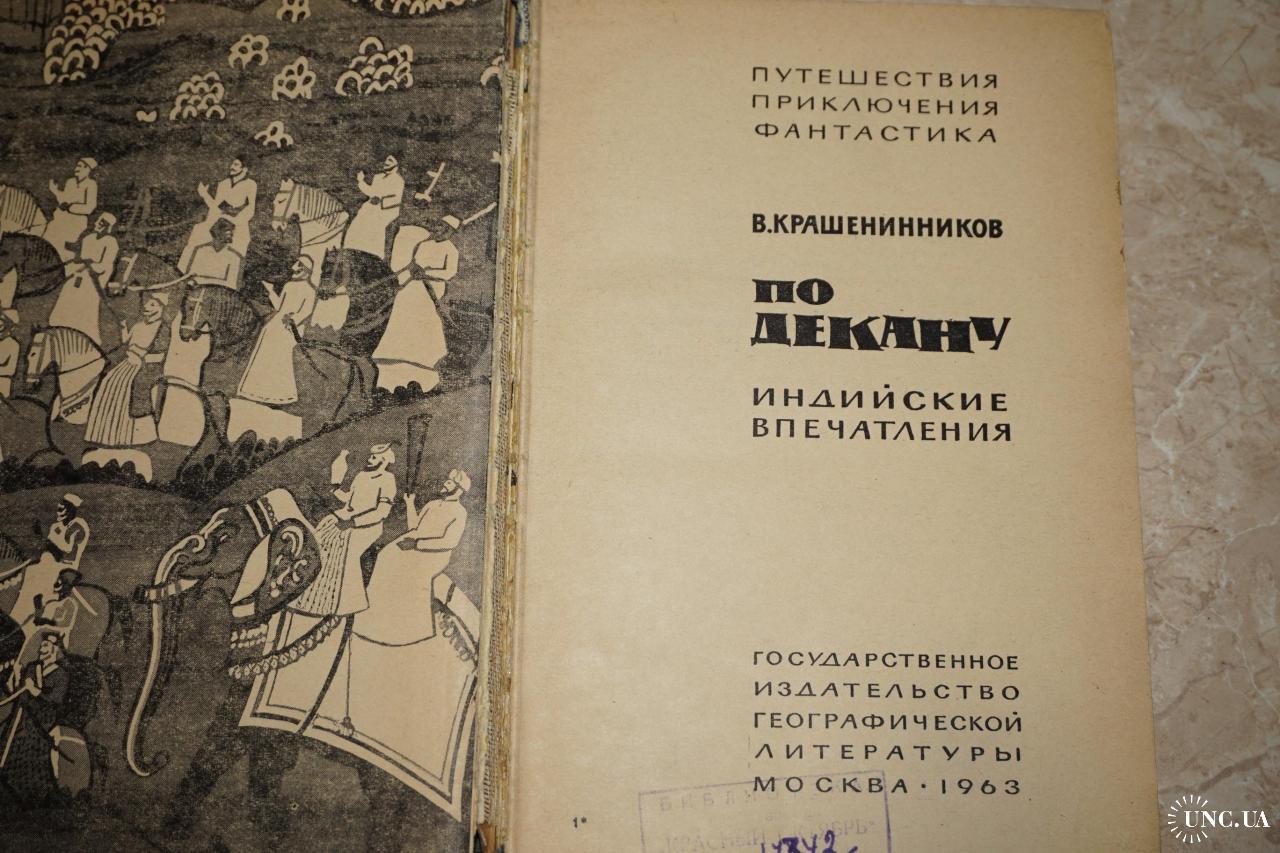 ПУТЕШЕСТВИЯ
ПРИКЛЮЧЕНИЯ
ФАНТАСТИКА
В.КРАШЕНИННИКОВ
ПО
ДЕКАНУ
ИНДИЙСКИЕ
ВПЕЧАТЛЕНИЯ
ГОСУДАРСТВЕННОЕ
ИЗДАТЕЛЬСТВО
ГЕОГРАФИЧЕСКОЙ
ЛИТЕРАТУРЫ
МОСКВА · 1963
1*
UNC.UA